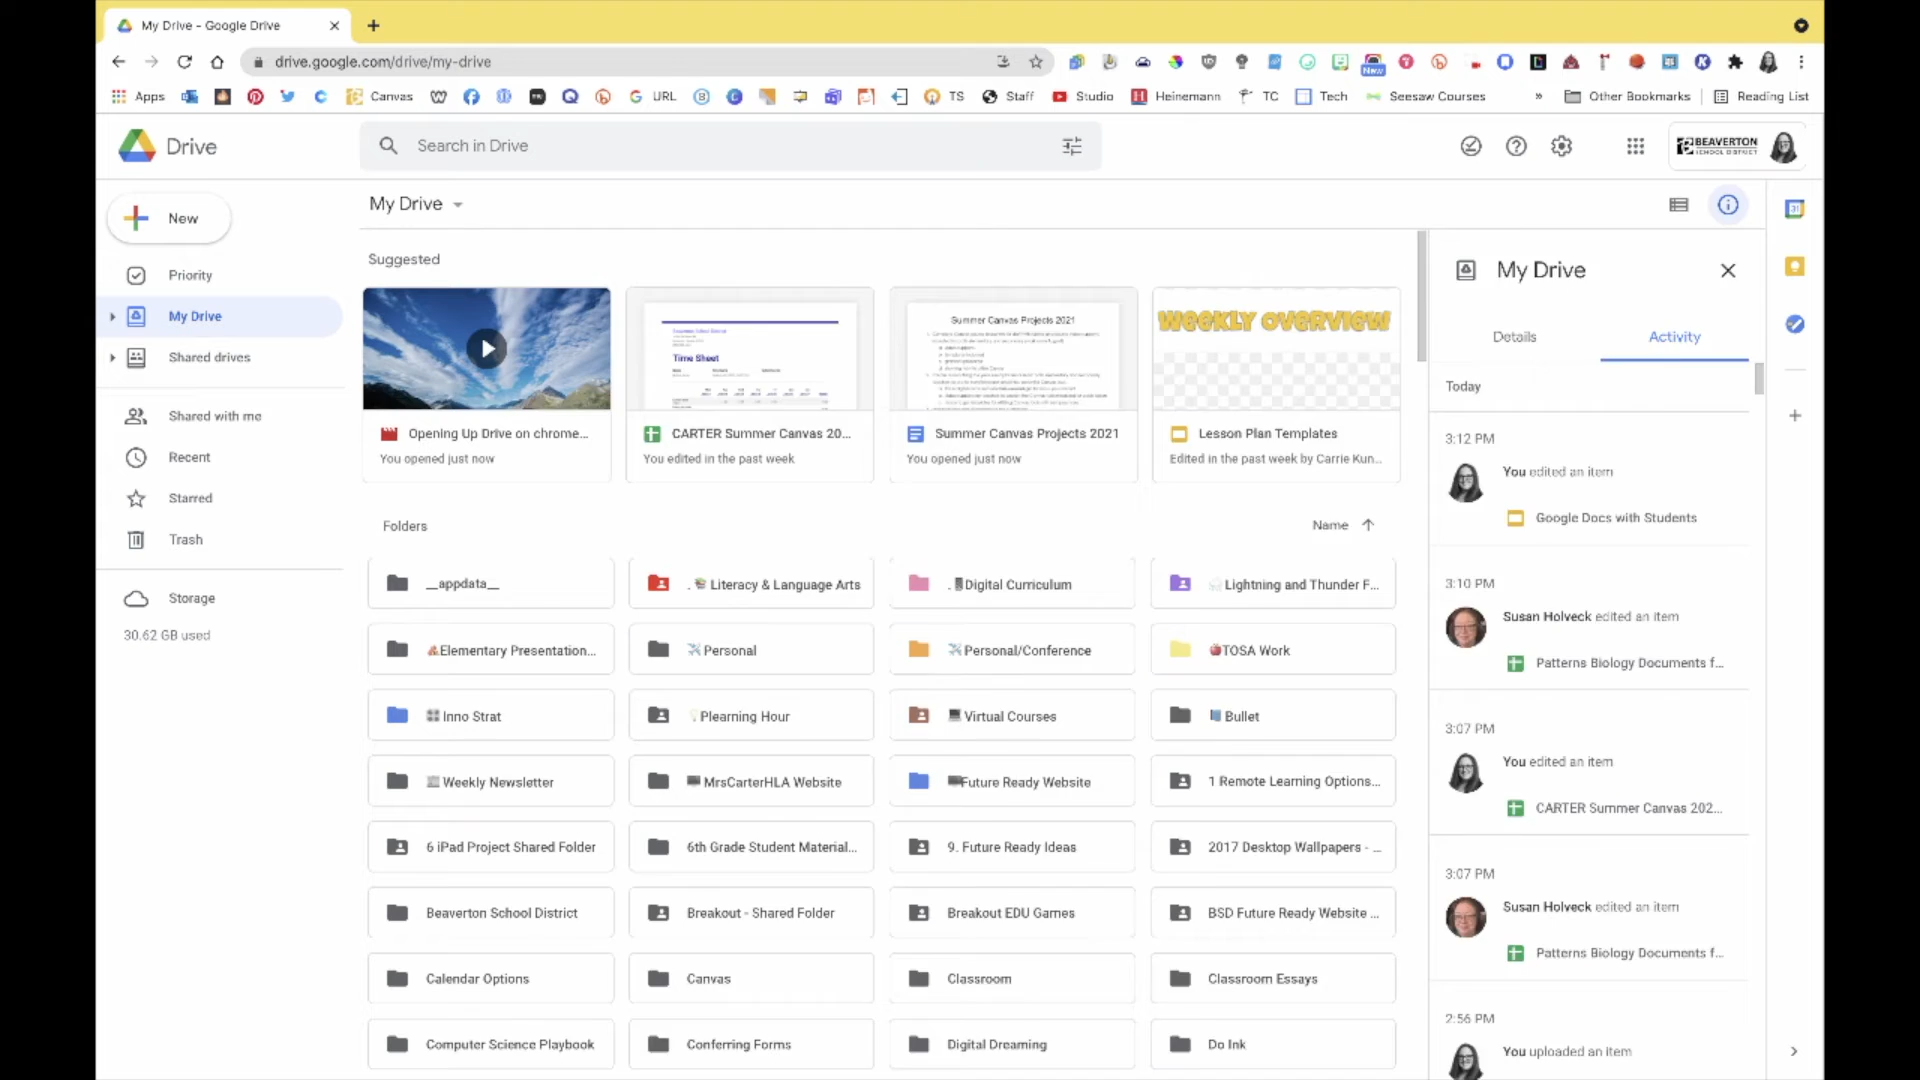 My Drive - Google Drive
drive.google.com/drive/my-drive
New
Apps
Canvas
URL
TS
Staff
Studio
Heinemann
TC
Tech
Seesaw Courses
»
Other Bookmarks
Reading List
Drive
Search in Drive
BEAVERTON
SCHOOL DISTRICT
New
My Drive
31
Priority
My Drive
Shared drives
Shared with me
Recent
Starred
Trash
Storage
30.62 GB used
Suggested
Time Sheet
Summer Canvas Projects 2021
WEEKLY OVERVIEW
Opening Up Drive on chrome...
You opened just now
CARTER Summer Canvas 20...
You edited in the past week
Summer Canvas Projects 2021
You opened just now
Lesson Plan Templates
Edited in the past week by Carrie Kun...
Folders
Name
__appdata__
. 📚 Literacy & Language Arts
. 📱Digital Curriculum
🌩️Lightning and Thunder F...
Elementary Presentation...
✈️Personal
✈️Personal/Conference
🍎TOSA Work
Inno Strat
💡Plearning Hour
💻Virtual Courses
Bullet
📰Weekly Newsletter
MrsCarterHLA Website
Future Ready Website
1 Remote Learning Options...
6 iPad Project Shared Folder
6th Grade Student Material...
9. Future Ready Ideas
2017 Desktop Wallpapers - ...
Beaverton School District
Breakout - Shared Folder
Breakout EDU Games
BSD Future Ready Website ...
Calendar Options
Canvas
Classroom
Classroom Essays
Computer Science Playbook
Conferring Forms
Digital Dreaming
Do Ink
My Drive
Details
Activity
Today
3:12 PM
You edited an item
Google Docs with Students
3:10 PM
Susan Holveck edited an item
Patterns Biology Documents f...
3:07 PM
You edited an item
CARTER Summer Canvas 202...
3:07 PM
Susan Holveck edited an item
Patterns Biology Documents f...
2:56 PM
You uploaded an item